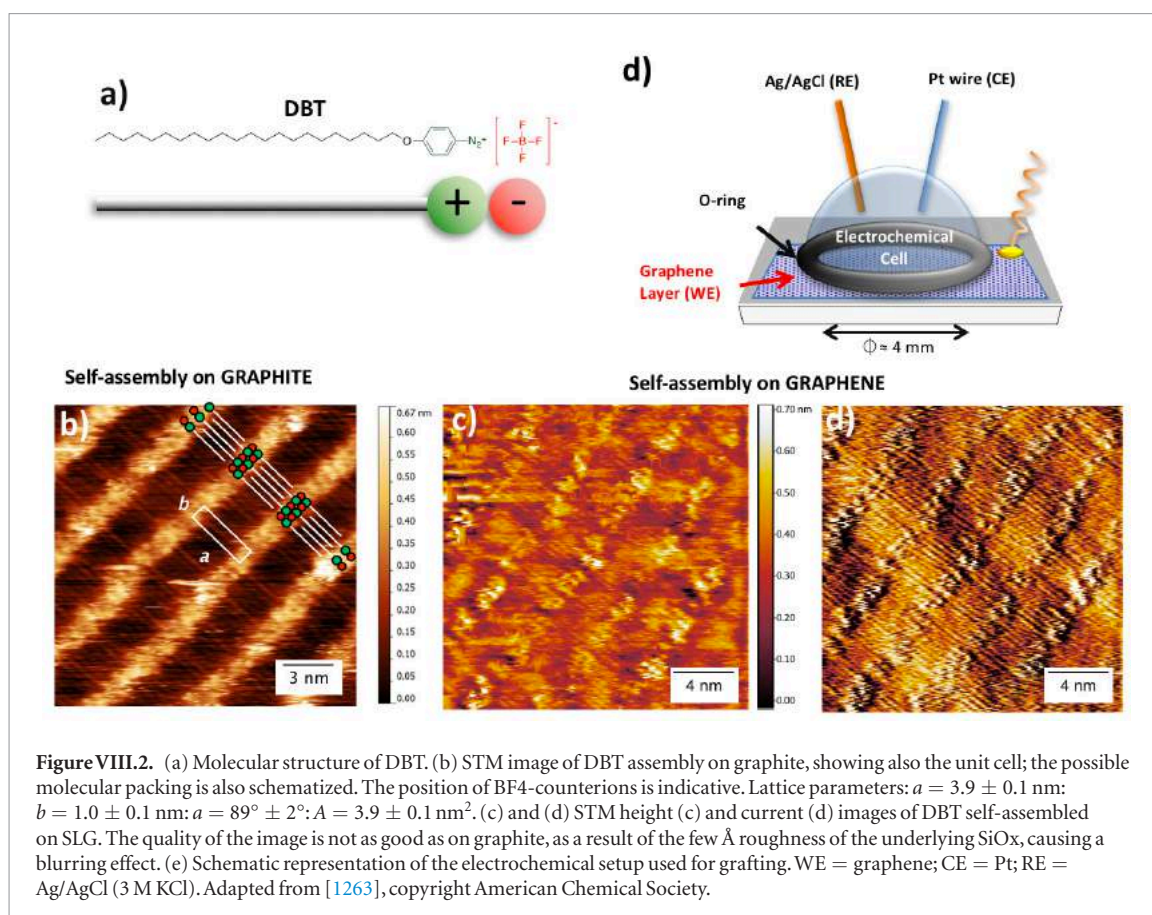 a)
DBT
O
N₂⁺
F
F-B-F
F
-
+
-
d)
Ag/AgCl (RE)
Pt wire (CE)
O-ring
Electrochemical
Cell
Graphene
Layer (WE)
Φ ≈ 4 mm
Self-assembly on GRAPHITE
Self-assembly on GRAPHENE
b)
b
a
3 nm
0.67 nm
0.60
0.55
0.50
0.45
0.40
0.35
0.30
0.25
0.20
0.15
0.10
0.05
0.00
c)
4 nm
0.70 nm
0.60
0.50
0.40
0.30
0.20
0.10
0.00
d)
4 nm
Figure VIII.2. (a) Molecular structure of DBT. (b) STM image of DBT assembly on graphite, showing also the unit cell; the possible
molecular packing is also schematized. The position of BF4-counterions is indicative. Lattice parameters: a = 3.9 ± 0.1 nm:
b = 1.0 ± 0.1 nm: a = 89° ± 2°: A = 3.9 ± 0.1 nm². (c) and (d) STM height (c) and current (d) images of DBT self-assembled
on SLG. The quality of the image is not as good as on graphite, as a result of the few Å roughness of the underlying SiOx, causing a
blurring effect. (e) Schematic representation of the electrochemical setup used for grafting. WE = graphene; CE = Pt; RE =
Ag/AgCl (3 M KCl). Adapted from [1263], copyright American Chemical Society.